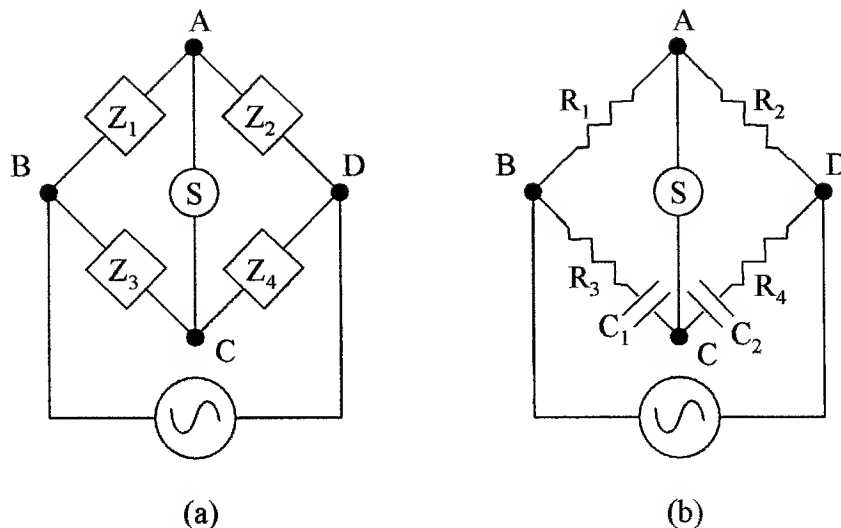 A
Z₁ Z₂
B D
S
Z₃ Z₄
C
(a)
A
R₁ R₂
B D
S
R₃ R₄
C₁ C C₂
(b)